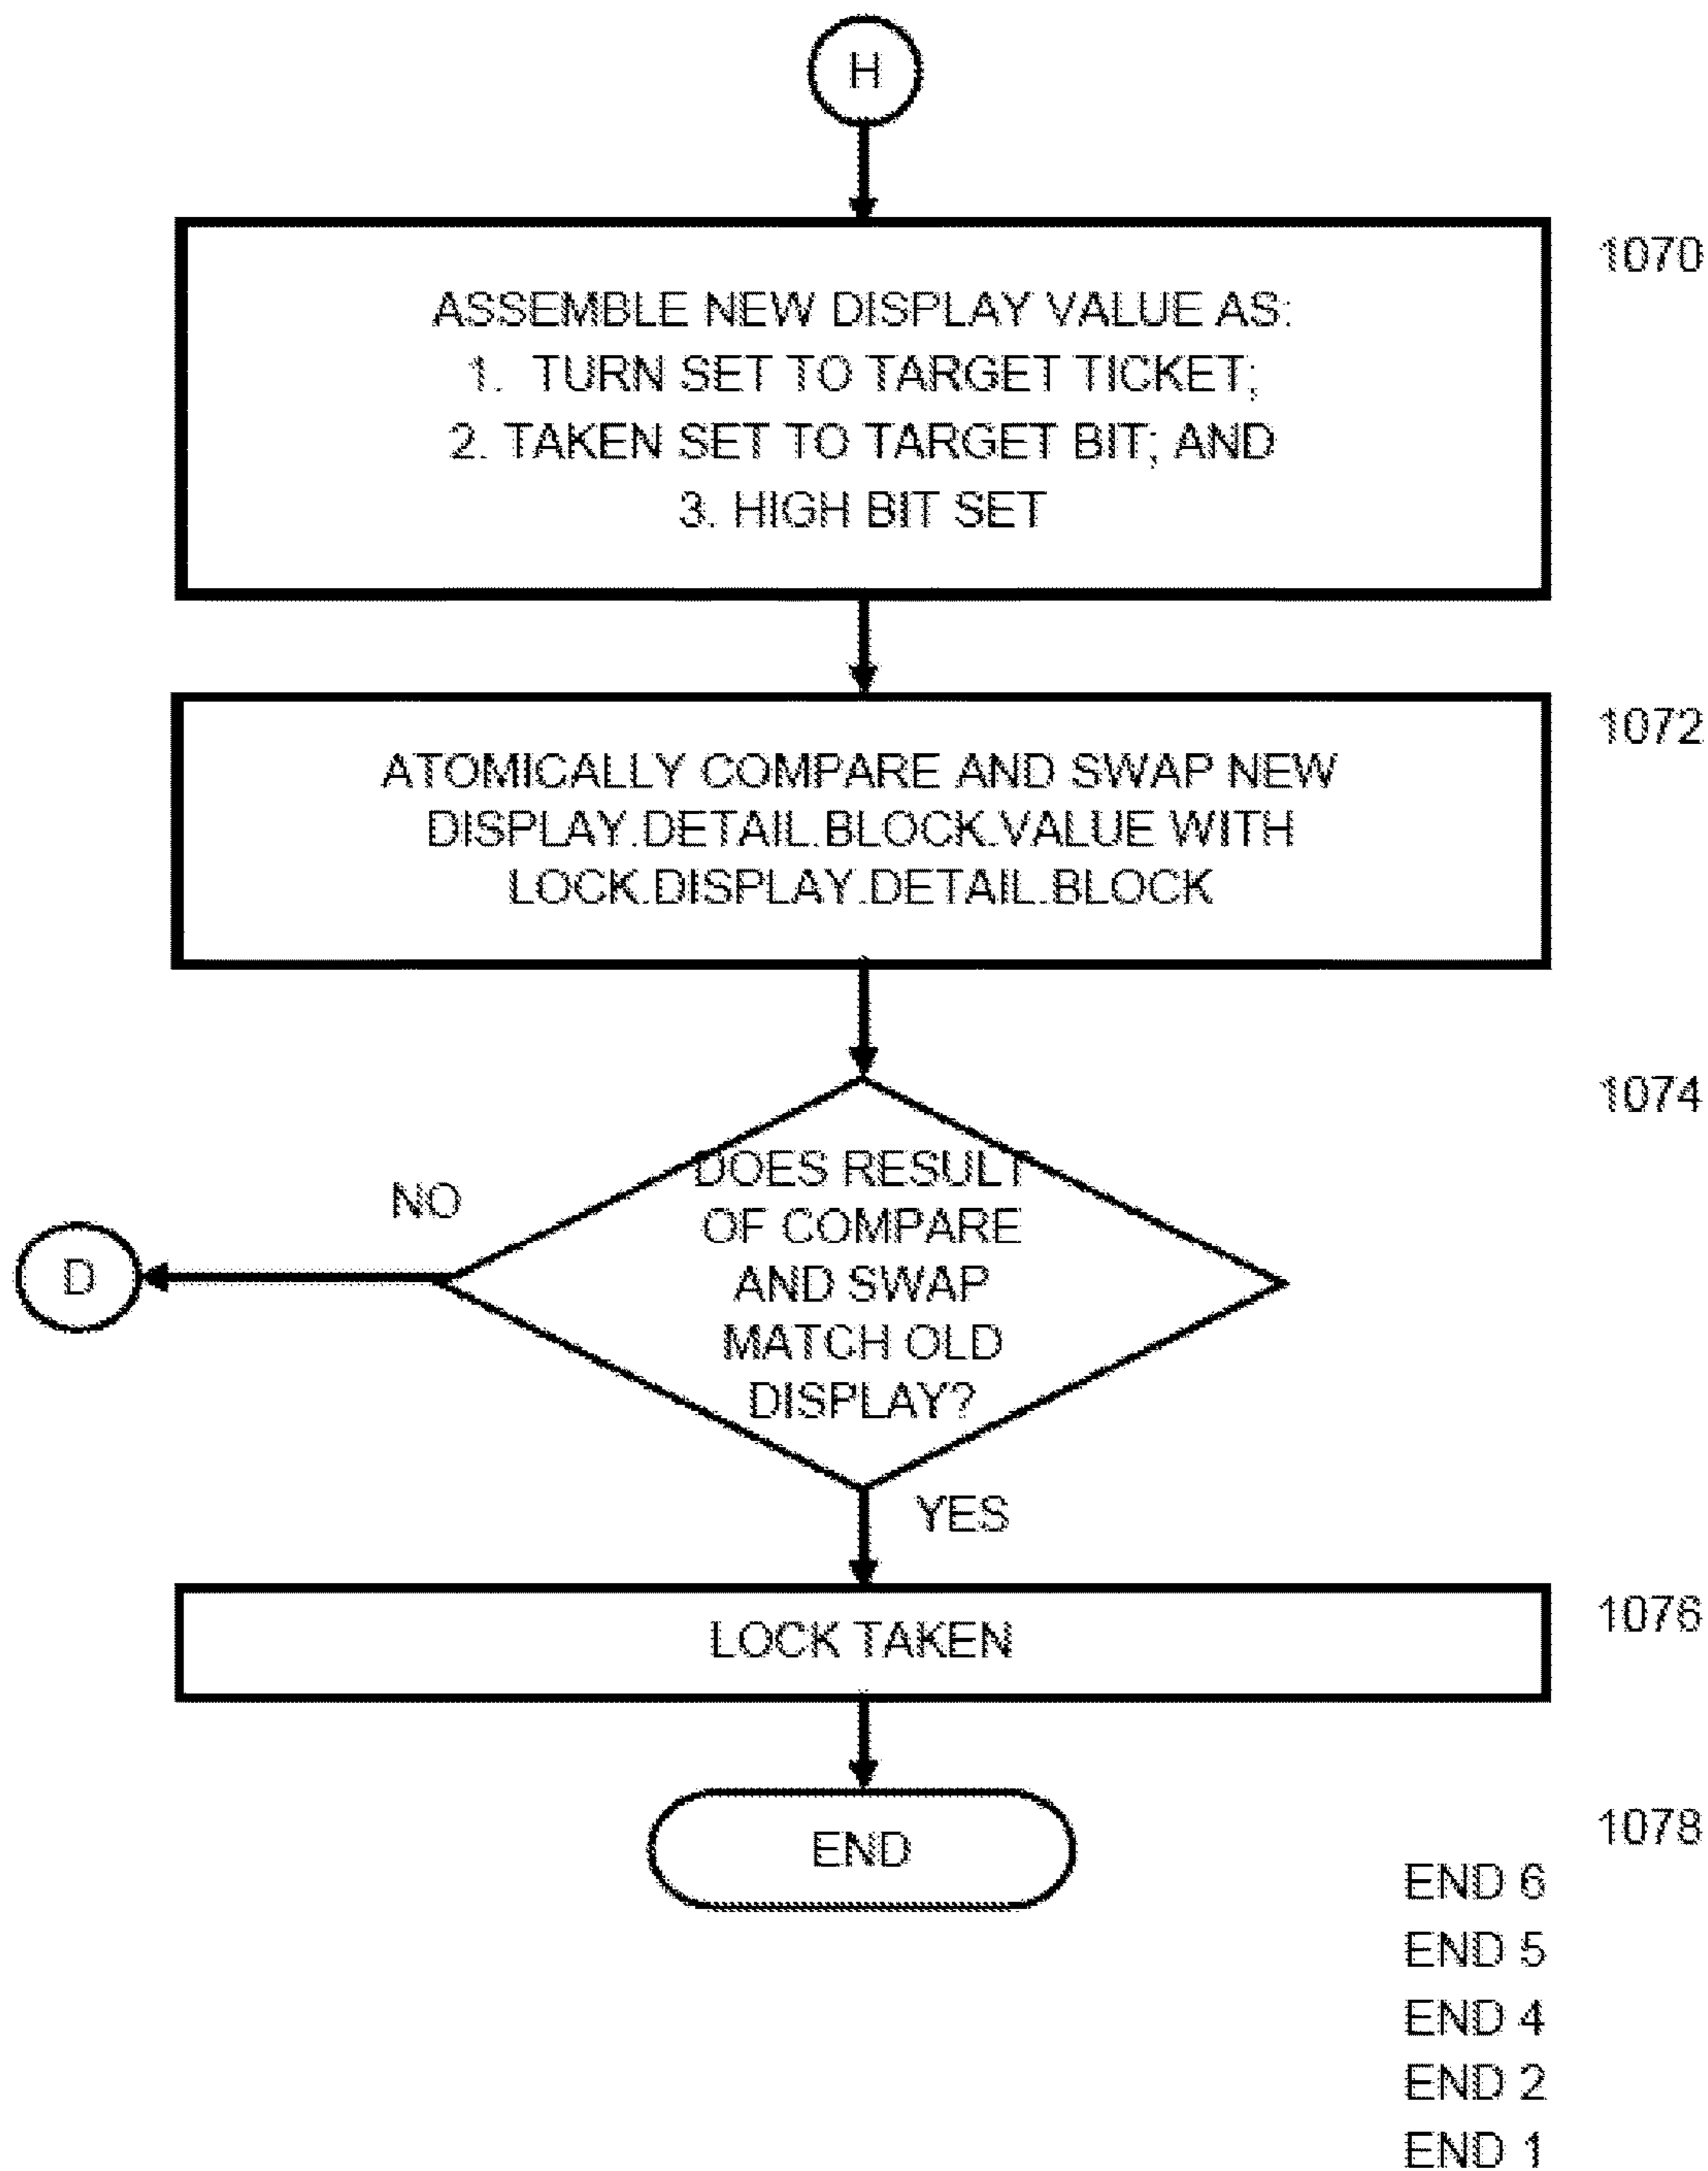 H
1070
ASSEMBLE NEW DISPLAY VALUE AS:
1. TURN SET TO TARGET TICKET;
2. TAKEN SET TO TARGET BIT; AND
3. HIGH BIT SET
1072
ATOMICALLY COMPARE AND SWAP NEW
DISPLAY.DETAIL.BLOCK.VALUE WITH
LOCK.DISPLAY.DETAIL.BLOCK
1074
DOES RESULT
OF COMPARE
AND SWAP
MATCH OLD
DISPLAY?
NO
D
YES
1076
LOCK TAKEN
1078
END
END 6
END 5
END 4
END 2
END 1